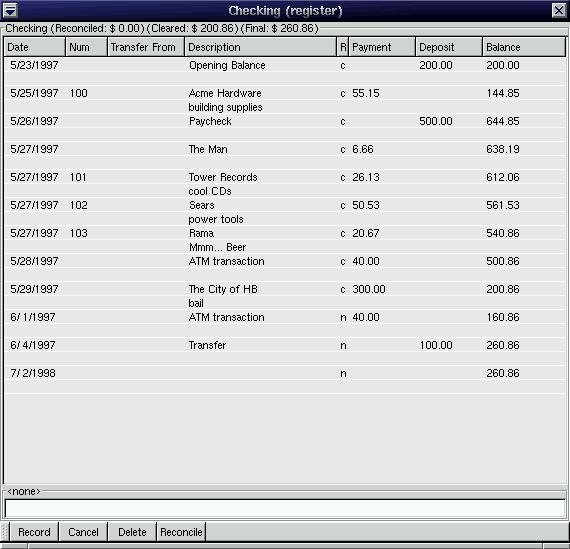 Checking (register)
Checking (Reconciled: $ 0.00) (Cleared: $ 200.86) (Final: $ 260.86)
Date Num Transfer From Description R Payment Deposit Balance
5/23/1997 Opening Balance c 200.00 200.00
5/25/1997 100 Acme Hardware c 55.15 144.85
building supplies
5/26/1997 Paycheck c 500.00 644.85
5/27/1997 The Man c 6.66 638.19
5/27/1997 101 Tower Records c 26.13 612.06
cool CDs
5/27/1997 102 Sears c 50.53 561.53
power tools
5/27/1997 103 Rama c 20.67 540.86
Mmm... Beer
5/28/1997 ATM transaction c 40.00 500.86
5/29/1997 The City of HB c 300.00 200.86
bail
6/ 1/1997 ATM transaction n 40.00 160.86
6/ 4/1997 Transfer n 100.00 260.86
7/ 2/1998 n 260.86
<none>
Record Cancel Delete Reconcile